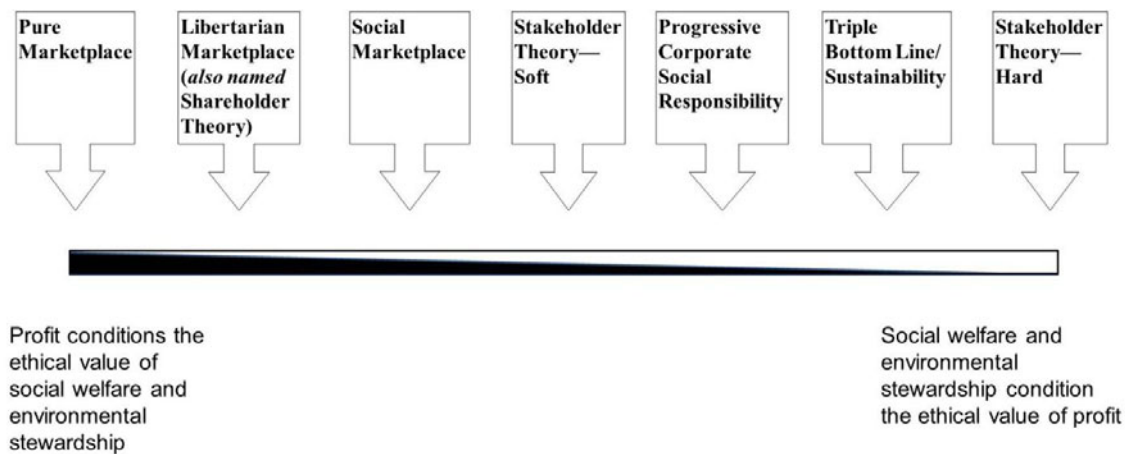 Pure
Marketplace
Libertarian
Marketplace
(also named
Shareholder
Theory)
Social
Marketplace
Stakeholder
Theory—
Soft
Progressive
Corporate
Social
Responsibility
Triple
Bottom Line/
Sustainability
Stakeholder
Theory—
Hard
Profit conditions the
ethical value of
social welfare and
environmental
stewardship
Social welfare and
environmental
stewardship condition
the ethical value of profit